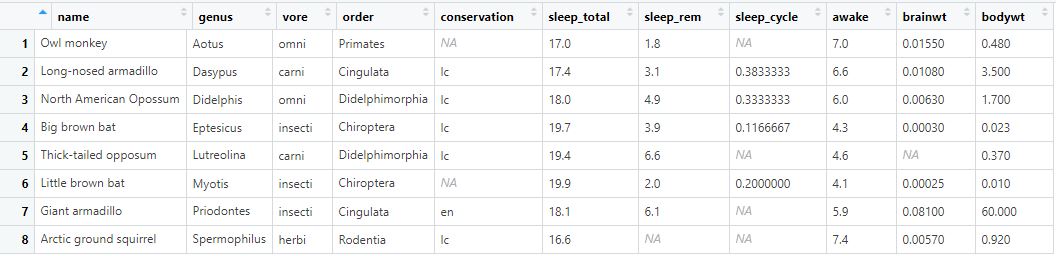 name genus vore order conservation sleep_total sleep_rem sleep_cycle awake brainwt bodywt
1 Owl monkey Aotus omni Primates NA 17.0 1.8 NA 7.0 0.01550 0.480
2 Long-nosed armadillo Dasypus carni Cingulata lc 17.4 3.1 0.3833333 6.6 0.01080 3.500
3 North American Opossum Didelphis omni Didelphimorphia lc 18.0 4.9 0.3333333 6.0 0.00630 1.700
4 Big brown bat Eptesicus insecti Chiroptera lc 19.7 3.9 0.1166667 4.3 0.00030 0.023
5 Thick-tailed opposum Lutreolina carni Didelphimorphia lc 19.4 6.6 NA 4.6 NA 0.370
6 Little brown bat Myotis insecti Chiroptera NA 19.9 2.0 0.2000000 4.1 0.00025 0.010
7 Giant armadillo Priodontes insecti Cingulata en 18.1 6.1 NA 5.9 0.08100 60.000
8 Arctic ground squirrel Spermophilus herbi Rodentia lc 16.6 NA NA 7.4 0.00570 0.920